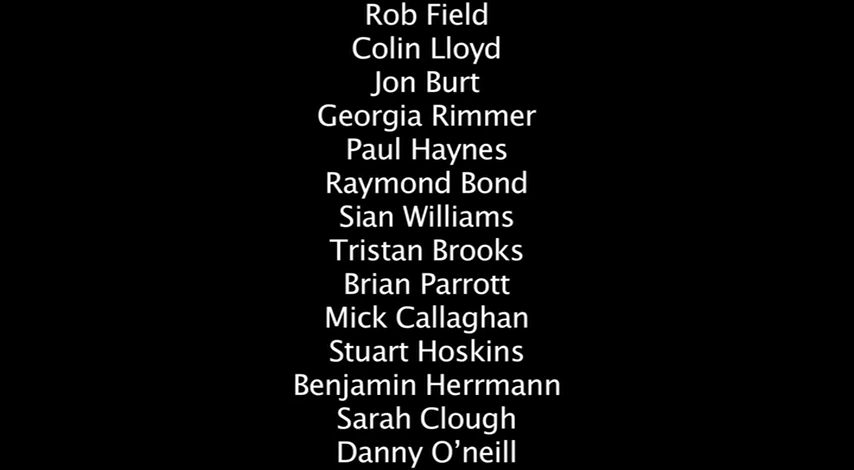 Rob Field
Colin Lloyd
Jon Burt
Georgia Rimmer
Paul Haynes
Raymond Bond
Sian Williams
Tristan Brooks
Brian Parrott
Mick Callaghan
Stuart Hoskins
Benjamin Herrmann
Sarah Clough
Danny O’neill